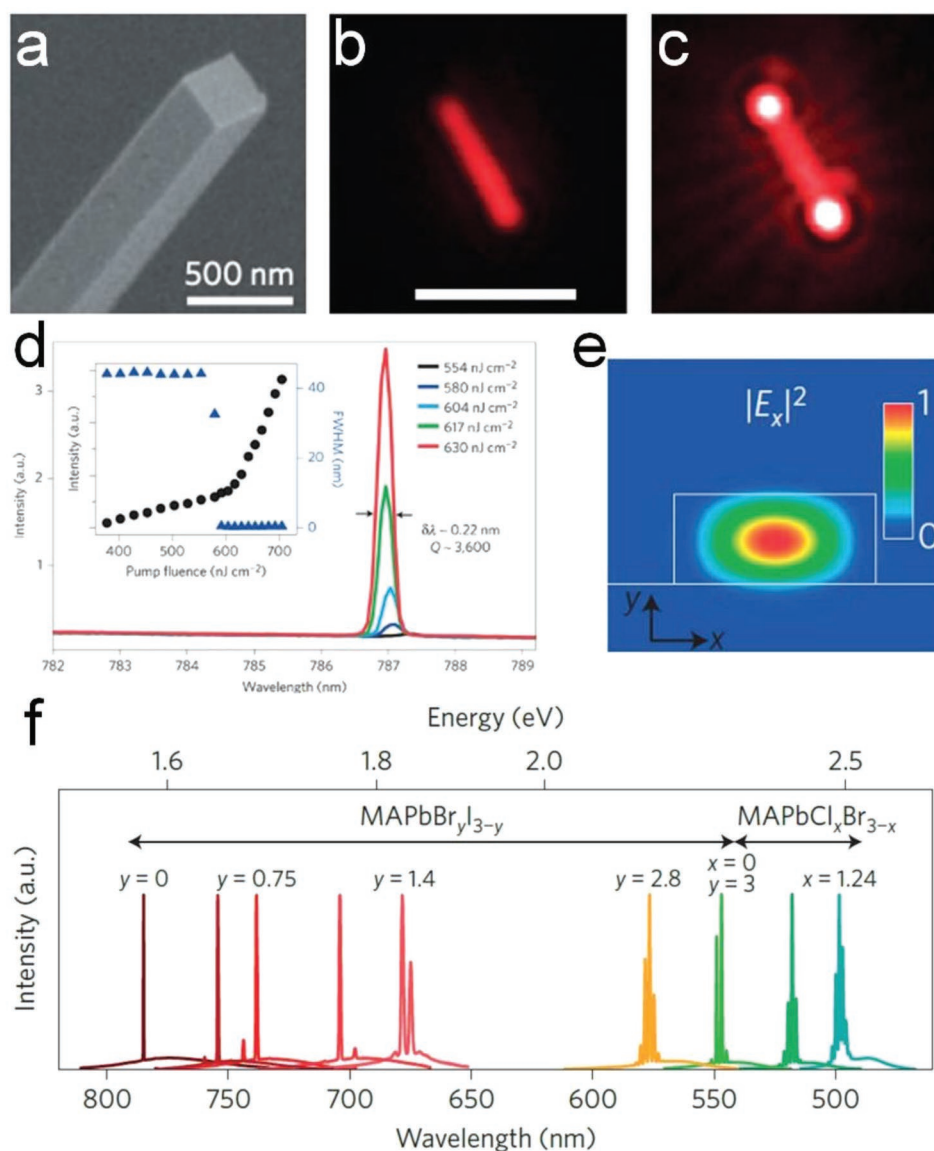 a
500 nm
b
c
d
Intensity (a.u.)
3
2
1
782 783 784 785 786 787 788 789
Wavelength (nm)
Intensity (a.u.)
400 500 600 700
Pump fluence (nJ cm⁻²)
40
20
0
FWHM (nm)
554 nJ cm⁻²
580 nJ cm⁻²
604 nJ cm⁻²
617 nJ cm⁻²
630 nJ cm⁻²
δλ ~ 0.22 nm
Q ~ 3,600
e
|Eₓ|²
1
0
y
x
f
Energy (eV)
1.6 1.8 2.0 2.5
MAPbBr_yI_{3−y}
MAPbClₓBr₃₋ₓ
y = 0
y = 0.75
y = 1.4
y = 2.8
x = 0
y = 3
x = 1.24
Intensity (a.u.)
800 750 700 650 600 550 500
Wavelength (nm)